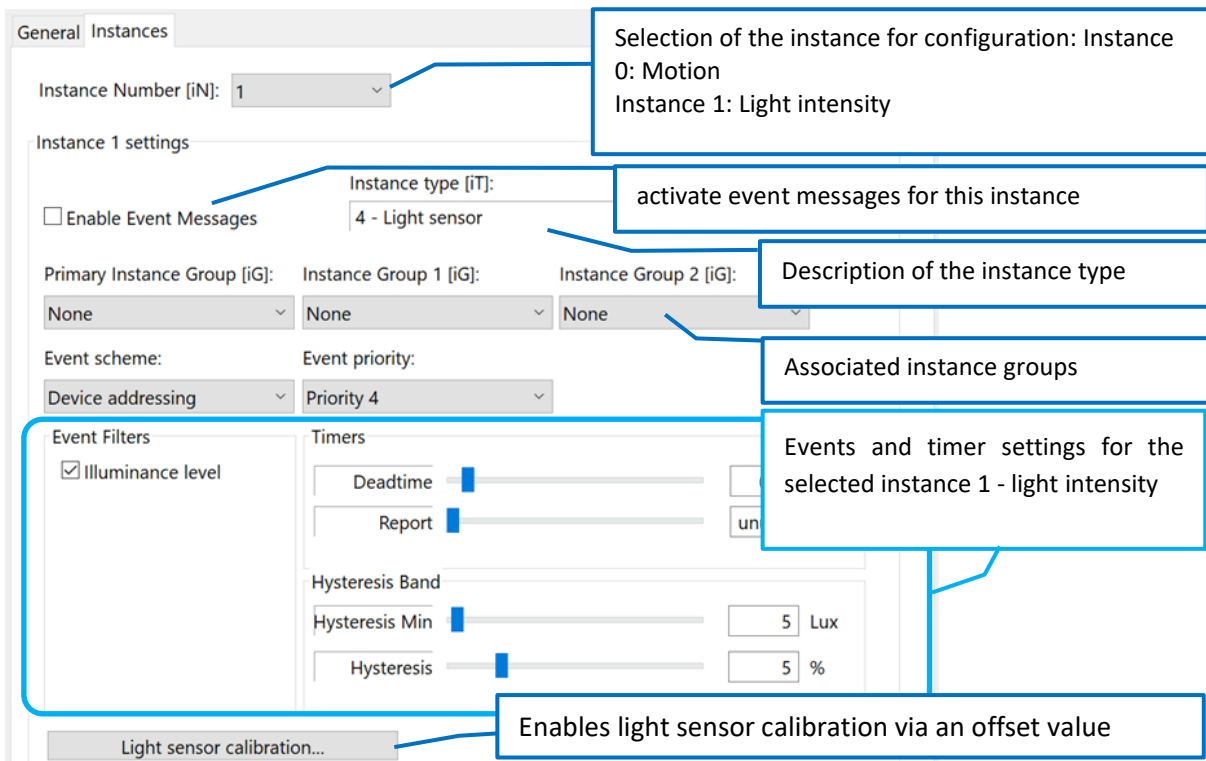 General Instances
Selection of the instance for configuration: Instance
0: Motion
Instance 1: Light intensity
Instance Number [iN]: 1
Instance 1 settings
Instance type [iT]:
activate event messages for this instance
Enable Event Messages
4 - Light sensor
Description of the instance type
Primary Instance Group [iG]: Instance Group 1 [iG]: Instance Group 2 [iG]:
None None None
Associated instance groups
Event scheme: Event priority:
Device addressing Priority 4
Event Filters Timers
Events and timer settings for the
selected instance 1 - light intensity
Illuminance level
Deadtime
Report
Hysteresis Band
Hysteresis Min 5 Lux
Hysteresis 5 %
Enables light sensor calibration via an offset value
Light sensor calibration...